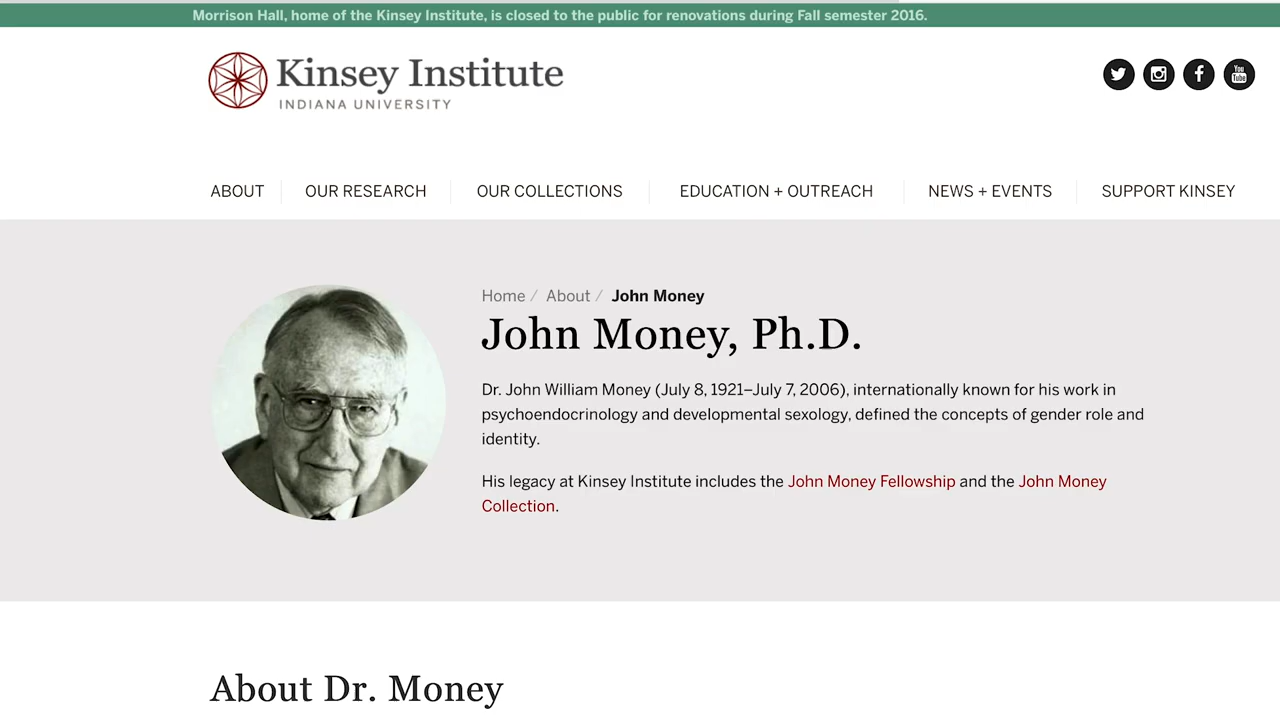 Morrison Hall, home of the Kinsey Institute, is closed to the public for renovations during Fall semester 2016.
Kinsey Institute
INDIANA UNIVERSITY
You
Tube
ABOUT
OUR RESEARCH
OUR COLLECTIONS
EDUCATION + OUTREACH
NEWS + EVENTS
SUPPORT KINSEY
Home / About / John Money
John Money, Ph.D.
Dr. John William Money (July 8, 1921–July 7, 2006), internationally known for his work in
psychoendocrinology and developmental sexology, defined the concepts of gender role and
identity.
His legacy at Kinsey Institute includes the John Money Fellowship and the John Money
Collection.
About Dr. Money